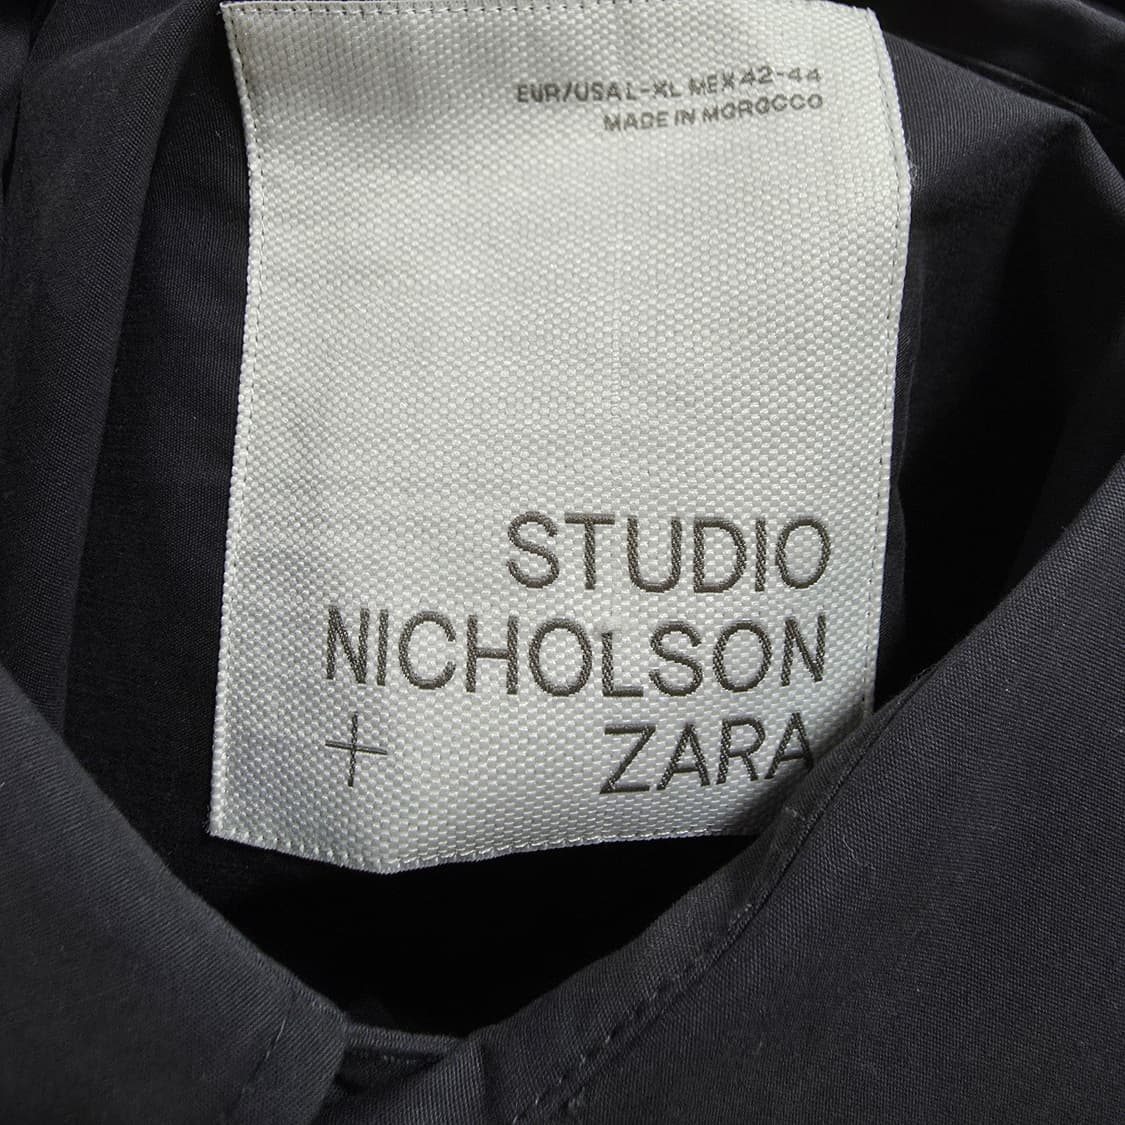 EUR/USA L-XL MEX 42-44
MADE IN MOROCCO
STUDIO
NICHOLSON
+ ZARA